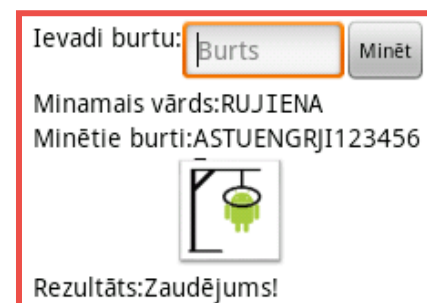 Ievadi burtu: Burts Minēt
Minamais vārds:RUJIENA
Minētie burti:ASTUENGRJI123456
Rezultāts:Zaudējums!